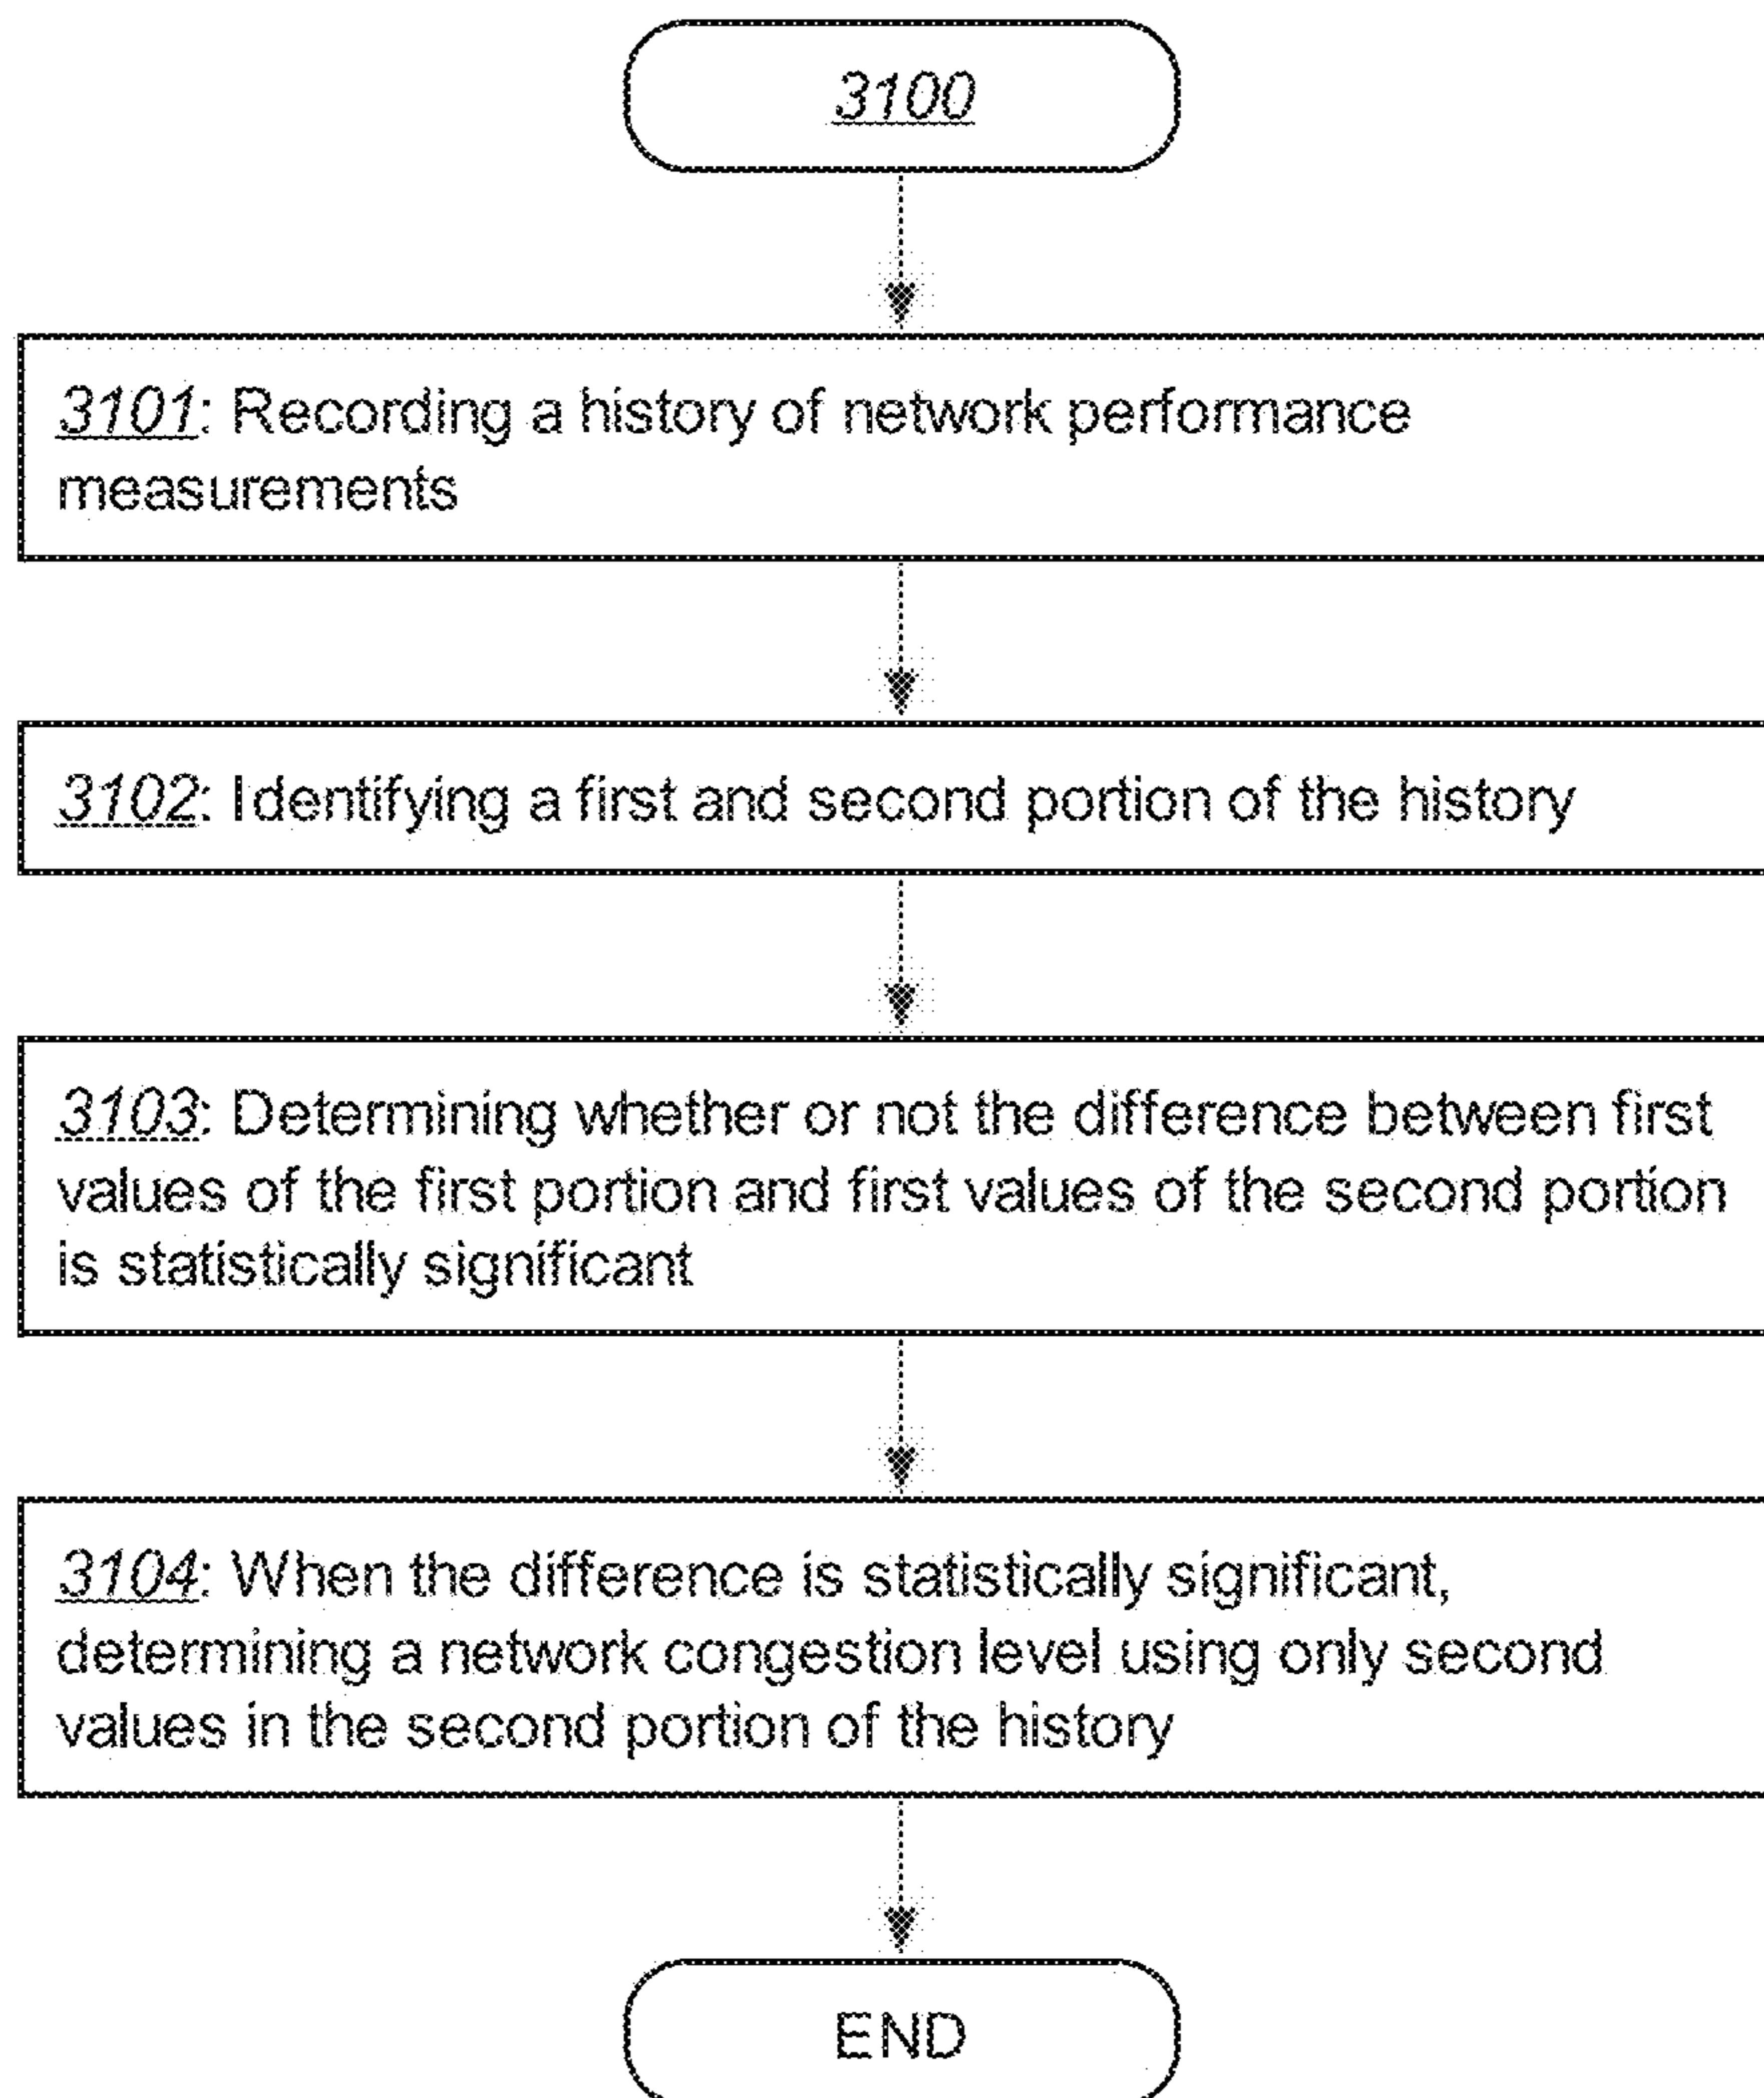 3100
3101: Recording a history of network performance
measurements
3102: Identifying a first and second portion of the history
3103: Determining whether or not the difference between first
values of the first portion and first values of the second portion
is statistically significant
3104: When the difference is statistically significant,
determining a network congestion level using only second
values in the second portion of the history
END